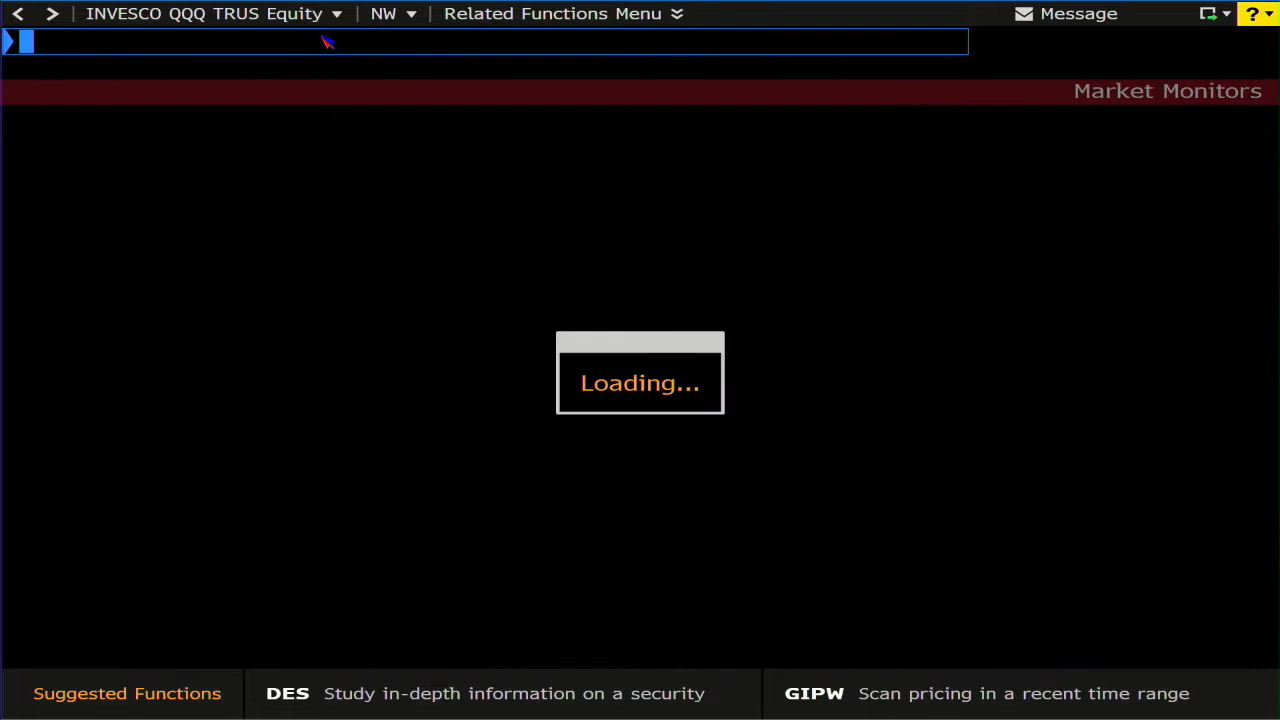 INVESCO QQQ TRUS Equity NW Related Functions Menu Message ?
Market Monitors
Loading...
Suggested Functions DES Study in-depth information on a security GIPW Scan pricing in a recent time range